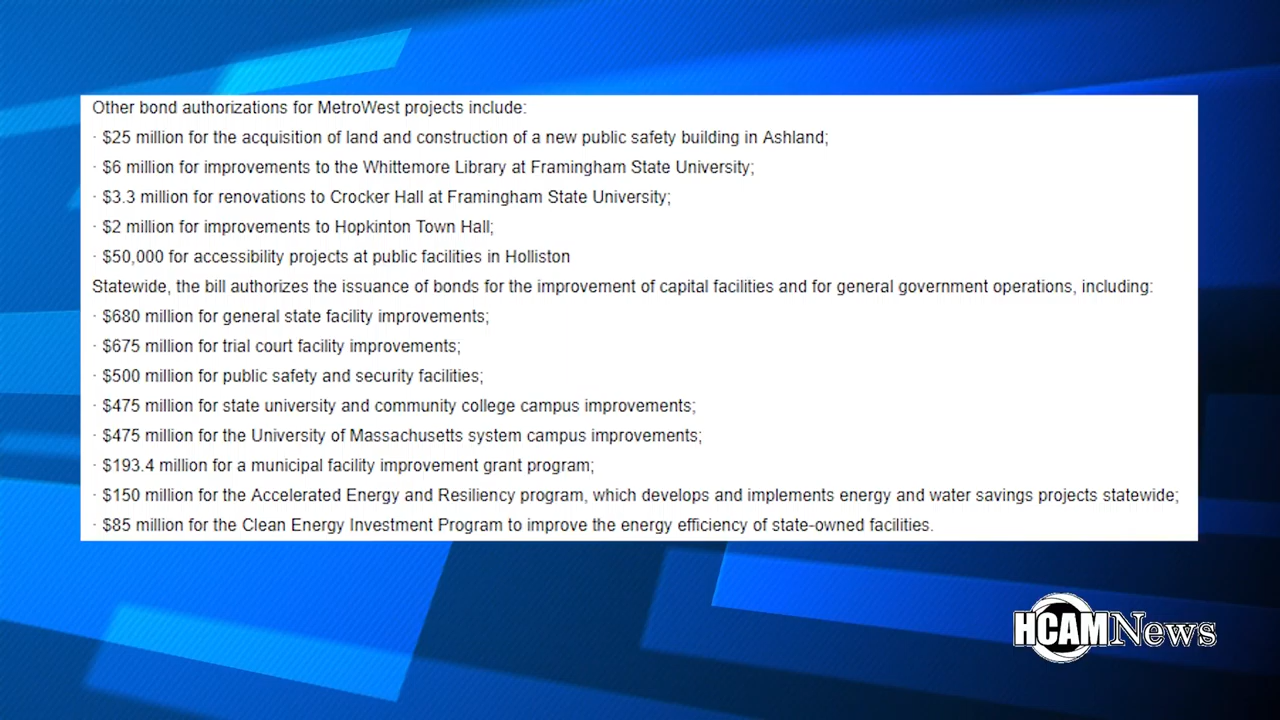 Other bond authorizations for MetroWest projects include:
· $25 million for the acquisition of land and construction of a new public safety building in Ashland;
· $6 million for improvements to the Whittemore Library at Framingham State University;
· $3.3 million for renovations to Crocker Hall at Framingham State University;
· $2 million for improvements to Hopkinton Town Hall;
· $50,000 for accessibility projects at public facilities in Holliston
Statewide, the bill authorizes the issuance of bonds for the improvement of capital facilities and for general government operations, including:
· $680 million for general state facility improvements;
· $675 million for trial court facility improvements;
· $500 million for public safety and security facilities;
· $475 million for state university and community college campus improvements;
· $475 million for the University of Massachusetts system campus improvements;
· $193.4 million for a municipal facility improvement grant program;
· $150 million for the Accelerated Energy and Resiliency program, which develops and implements energy and water savings projects statewide;
· $85 million for the Clean Energy Investment Program to improve the energy efficiency of state-owned facilities.
HCAM News